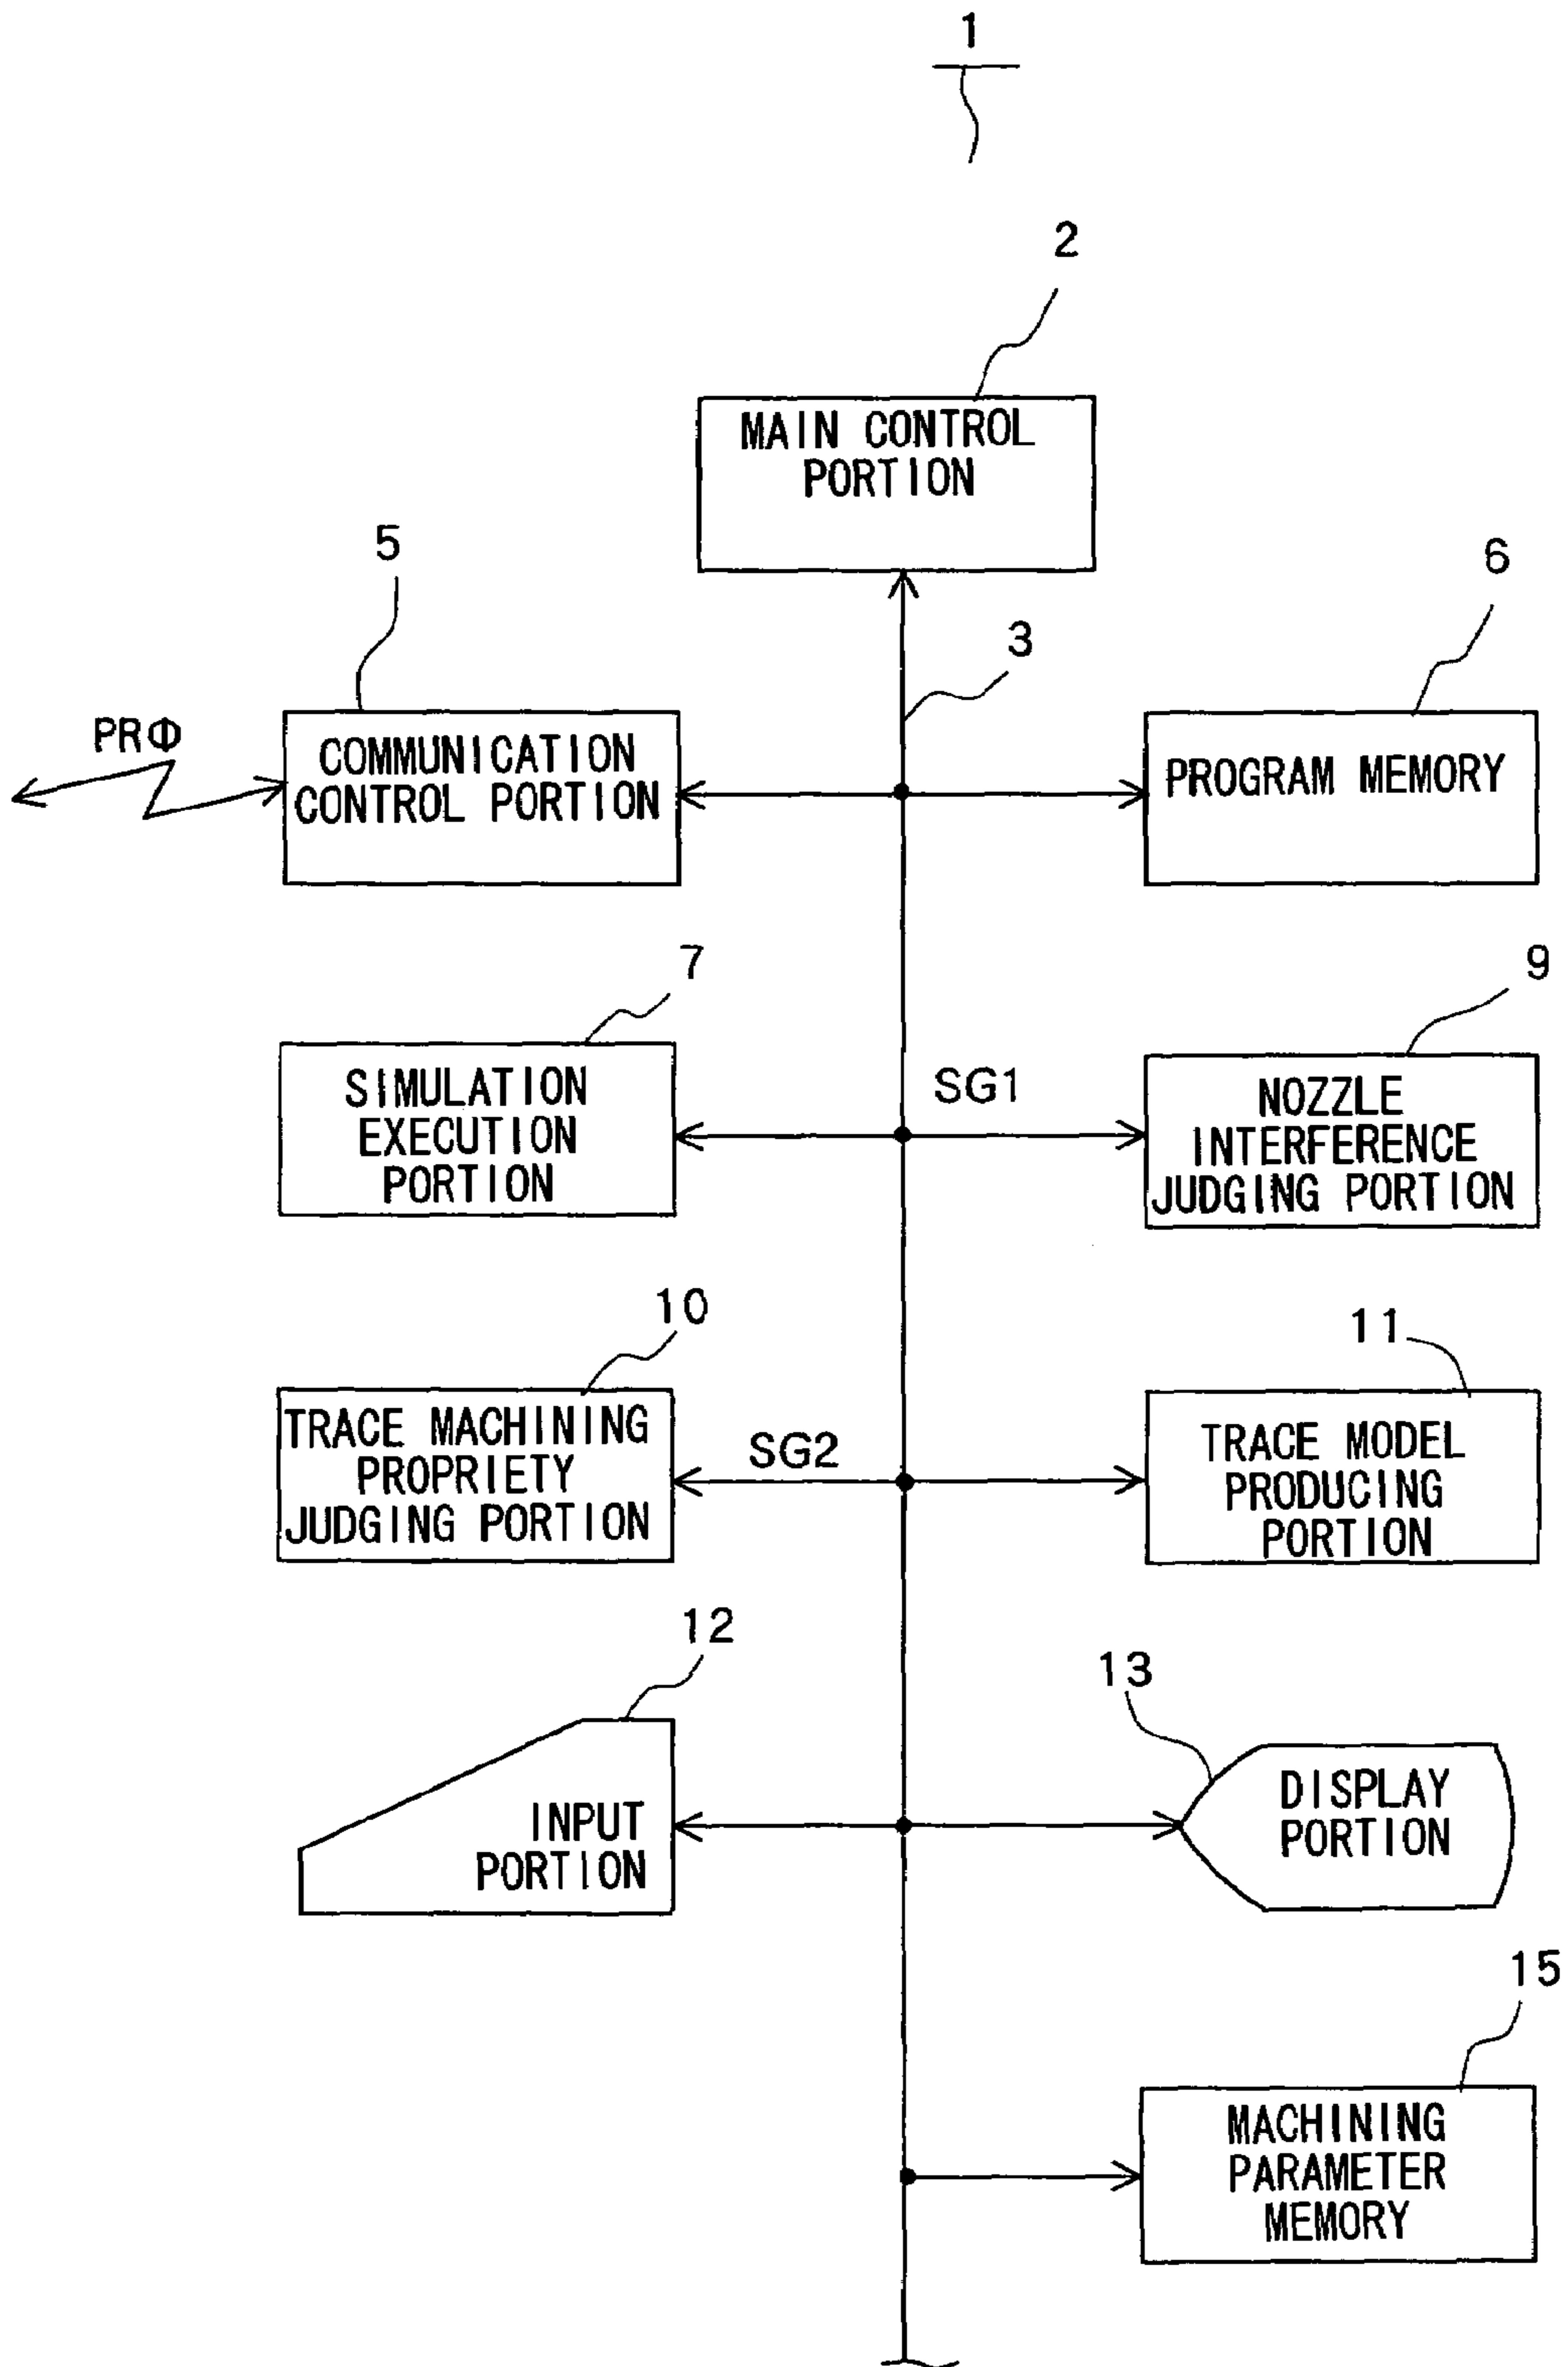 1
2
MAIN CONTROL
PORTION
5
6
3
PRΦ
COMMUNICATION
CONTROL PORTION
PROGRAM MEMORY
7
9
SIMULATION
EXECUTION
PORTION
SG1
NOZZLE
INTERFERENCE
JUDGING PORTION
10
11
TRACE MACHINING
PROPRIETY
JUDGING PORTION
SG2
TRACE MODEL
PRODUCING
PORTION
12
13
INPUT
PORTION
DISPLAY
PORTION
15
MACHINING
PARAMETER
MEMORY